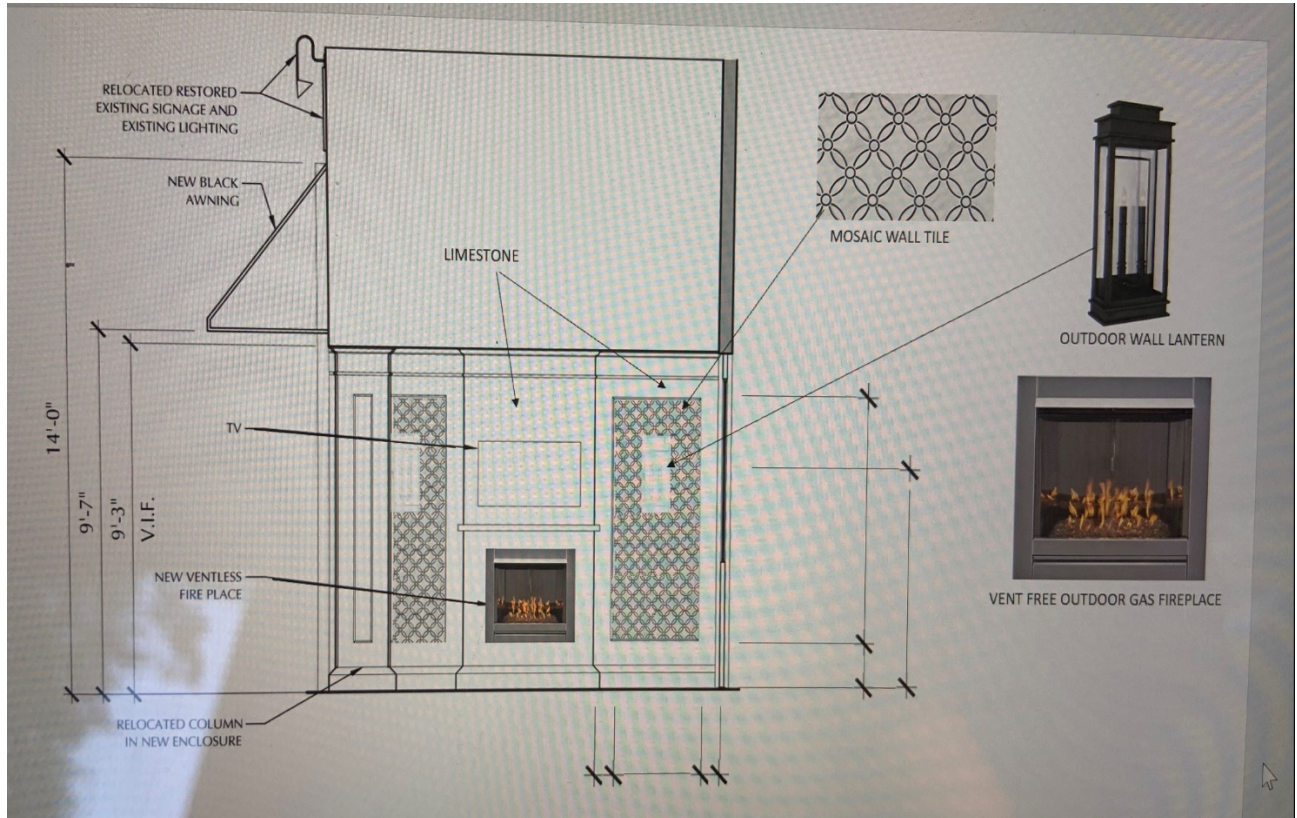 RELOCATED RESTORED
EXISTING SIGNAGE AND
EXISTING LIGHTING
NEW BLACK
AWNING
LIMESTONE
MOSAIC WALL TILE
OUTDOOR WALL LANTERN
14'-0"
9'-7"
9'-3"
V.I.F.
TV
NEW VENTLESS
FIRE PLACE
VENT FREE OUTDOOR GAS FIREPLACE
RELOCATED COLUMN
IN NEW ENCLOSURE